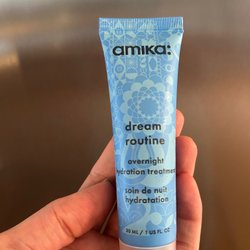 amika:
dream
routine
overnight
hydration treatment
soin de nuit
hydratation
30 ML / 1 US FL OZ